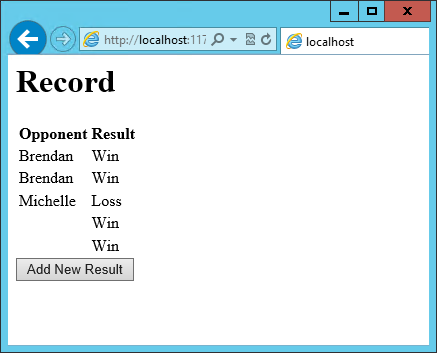 http://localhost:117
localhost
Record
Opponent Result
Brendan Win
Brendan Win
Michelle Loss
Win
Win
Add New Result